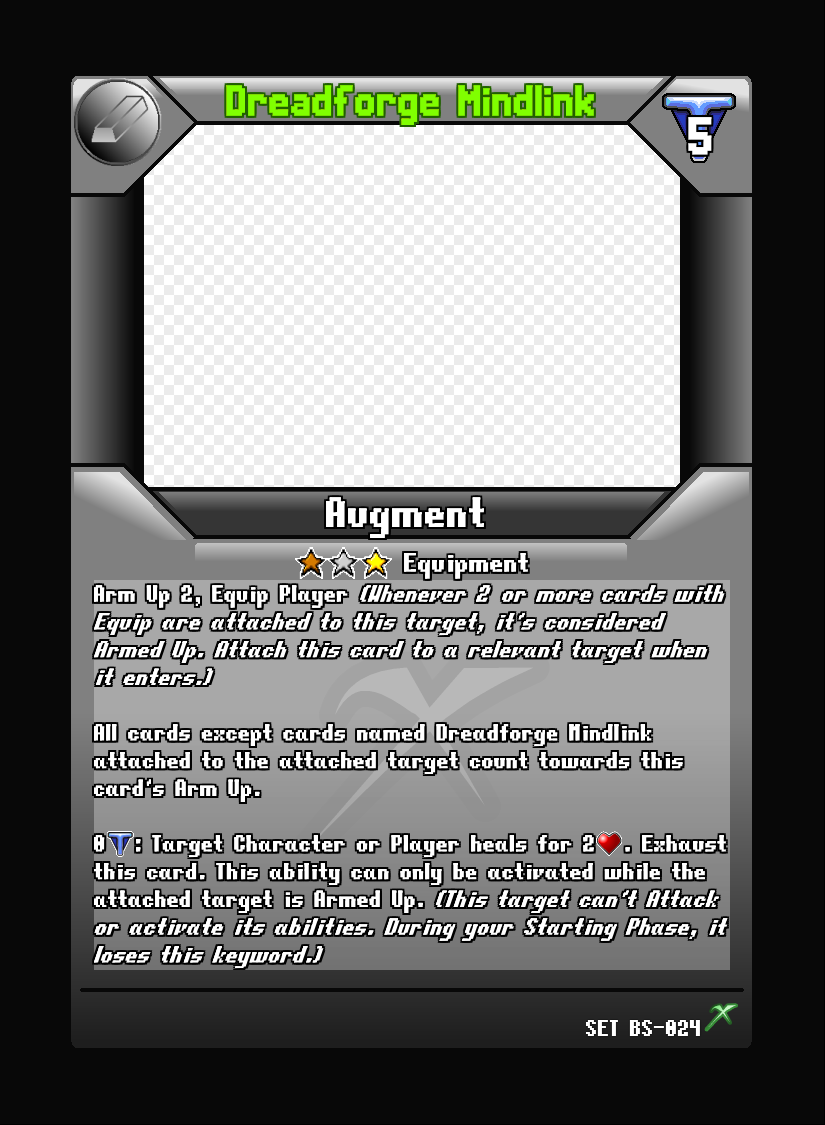 Dreadforge Mindlink
5
Augment
Equipment
Arm Up 2, Equip Player (Whenever 2 or more cards with
Equip are attached to this target, it's considered
Armed Up. Attach this card to a relevant target when
it enters.)
All cards except cards named Dreadforge Mindlink
attached to the attached target count towards this
card's Arm Up.
0: Target Character or Player heals for 2. Exhaust
this card. This ability can only be activated while the
attached target is Armed Up. (This target can't Attack
or activate its abilities. During your Starting Phase, it
loses this keyword.)
SET BS-024